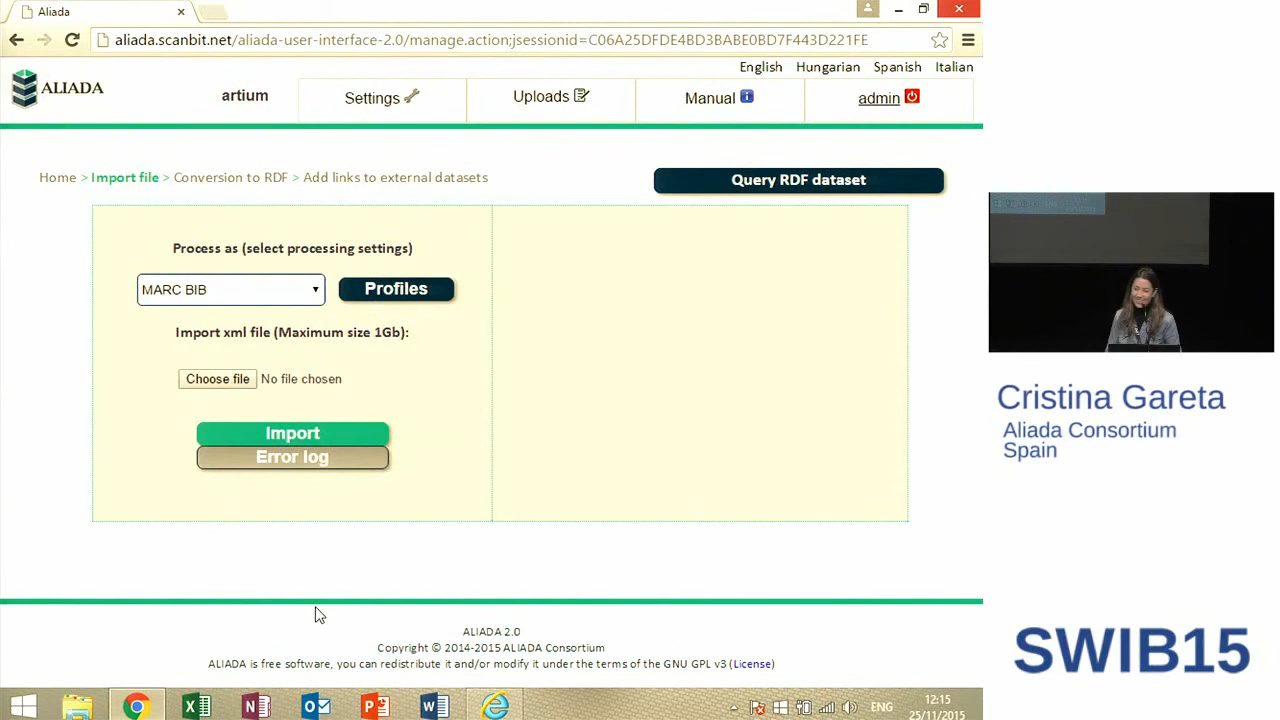 Aliada
aliada.scanbit.net/aliada-user-interface-2.0/manage.action;jsessionid=C06A25DFDE4BD3BABE0BD7F443D221FE
English Hungarian Spanish Italian
ALIADA
artium
Settings
Uploads
Manual
admin
Home > Import file > Conversion to RDF > Add links to external datasets
Query RDF dataset
Process as (select processing settings)
MARC BIB
Profiles
Import xml file (Maximum size 1Gb):
Choose file No file chosen
Import
Error log
Cristina Gareta
Aliada Consortium
Spain
SWIB15
ALIADA 2.0
Copyright © 2014-2015 ALIADA Consortium
ALIADA is free software, you can redistribute it and/or modify it under the terms of the GNU GPL v3 (License)
ENG
12:15
25/11/2015